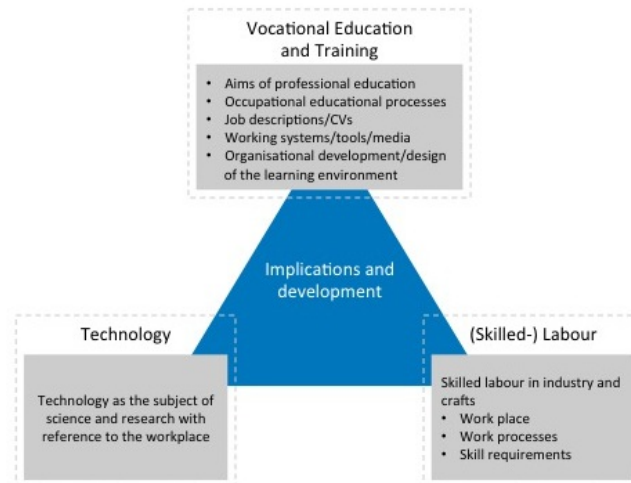 Vocational Education
and Training
• Aims of professional education
• Occupational educational processes
• Job descriptions/CVs
• Working systems/tools/media
• Organisational development/design
of the learning environment
Implications and
development
Technology
Technology as the subject of
science and research with
reference to the workplace
(Skilled-) Labour
Skilled labour in industry and
crafts
• Work place
• Work processes
• Skill requirements